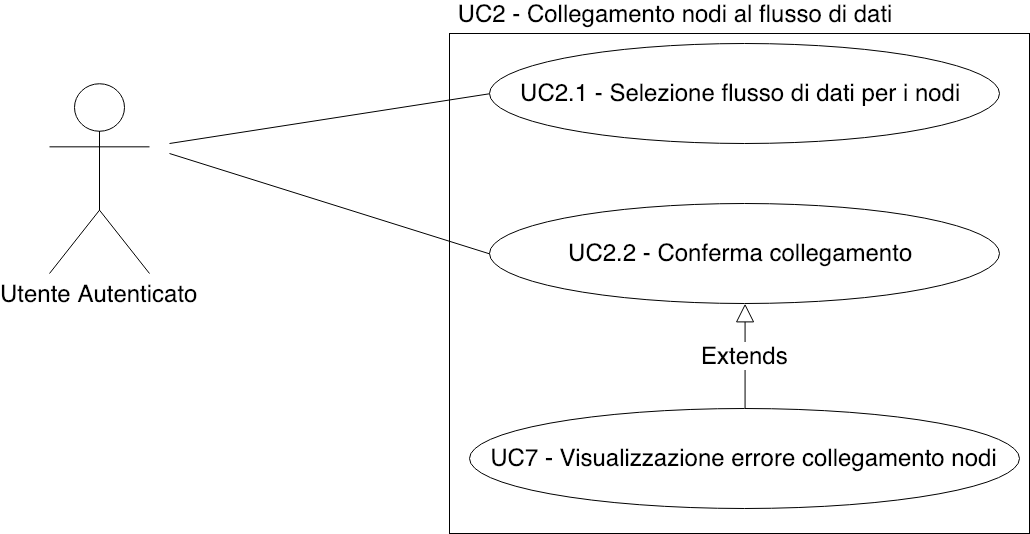 UC2 - Collegamento nodi al flusso di dati
UC2.1 - Selezione flusso di dati per i nodi
UC2.2 - Conferma collegamento
Utente Autenticato
Extends
UC7 - Visualizzazione errore collegamento nodi